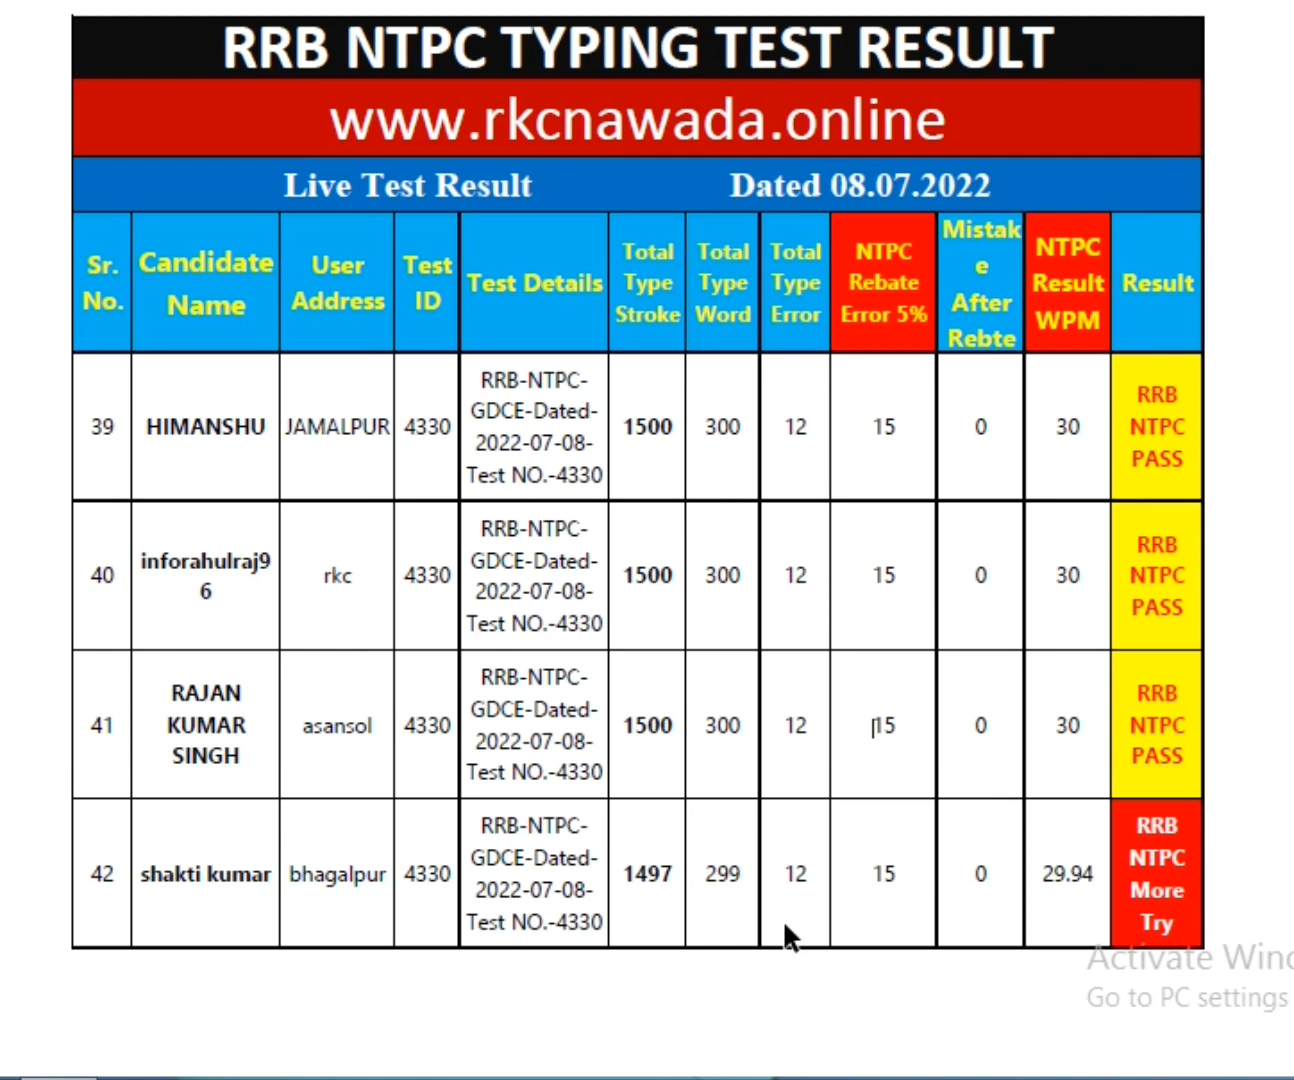 RRB NTPC TYPING TEST RESULT
www.rkcnawada.online
Live Test Result Dated 08.07.2022
Sr. No. Candidate Name User Address Test ID Test Details Total Type Stroke Total Type Word Total Type Error NTPC Rebate Error 5% Mistak e After Rebte NTPC Result WPM Result
39 HIMANSHU JAMALPUR 4330 RRB-NTPC-GDCE-Dated-2022-07-08-Test NO.-4330 1500 300 12 15 0 30 RRB NTPC PASS
40 inforahulraj9 6 rkc 4330 RRB-NTPC-GDCE-Dated-2022-07-08-Test NO.-4330 1500 300 12 15 0 30 RRB NTPC PASS
41 RAJAN KUMAR SINGH asansol 4330 RRB-NTPC-GDCE-Dated-2022-07-08-Test NO.-4330 1500 300 12 15 0 30 RRB NTPC PASS
42 shakti kumar bhagalpur 4330 RRB-NTPC-GDCE-Dated-2022-07-08-Test NO.-4330 1497 299 12 15 0 29.94 RRB NTPC More Try
Activate Wind
Go to PC settings